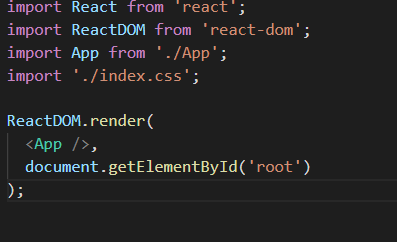 import React from 'react';
import ReactDOM from 'react-dom';
import App from './App';
import './index.css';
ReactDOM.render(
<App />,
document.getElementById('root')
);